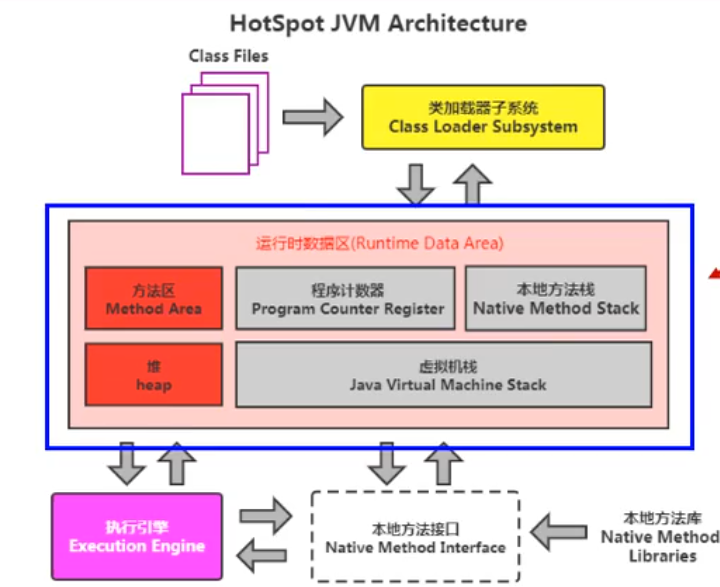 HotSpot JVM Architecture
Class Files
类加载器子系统
Class Loader Subsystem
运行时数据区(Runtime Data Area)
方法区
Method Area
程序计数器
Program Counter Register
本地方法栈
Native Method Stack
堆
heap
虚拟机栈
Java Virtual Machine Stack
执行引擎
Execution Engine
本地方法接口
Native Method Interface
本地方法库
Native Method
Libraries